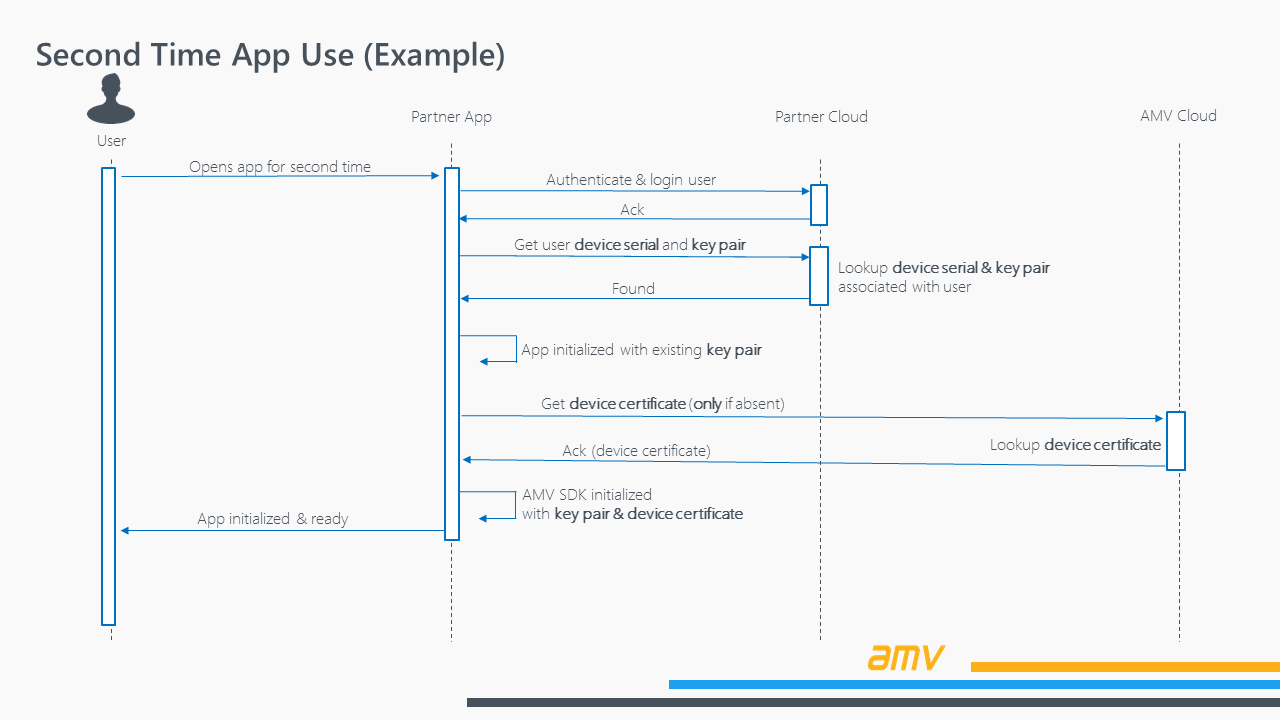 Second Time App Use (Example)
User
Partner App
Partner Cloud
AMV Cloud
Opens app for second time
Authenticate & login user
Ack
Get user device serial and key pair
Lookup device serial & key pair
associated with user
Found
App initialized with existing key pair
Get device certificate (only if absent)
Lookup device certificate
Ack (device certificate)
AMV SDK initialized
with key pair & device certificate
App initialized & ready
amv